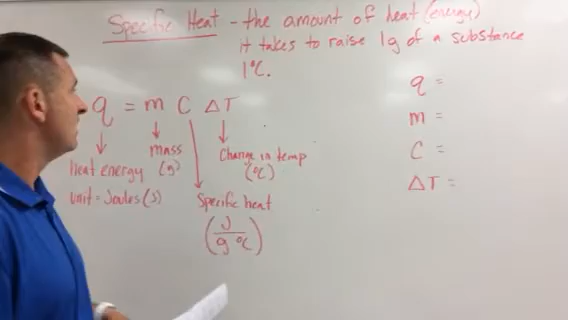 Specific Heat - the amount of heat (energy)
it takes to raise 1g of a substance
1°C.
q = m C ΔT
Heat energy
unit = Joules (J)
mass
(g)
Change in temp
(°C)
Specific heat
(J / g °C)
q =
m =
C =
ΔT =